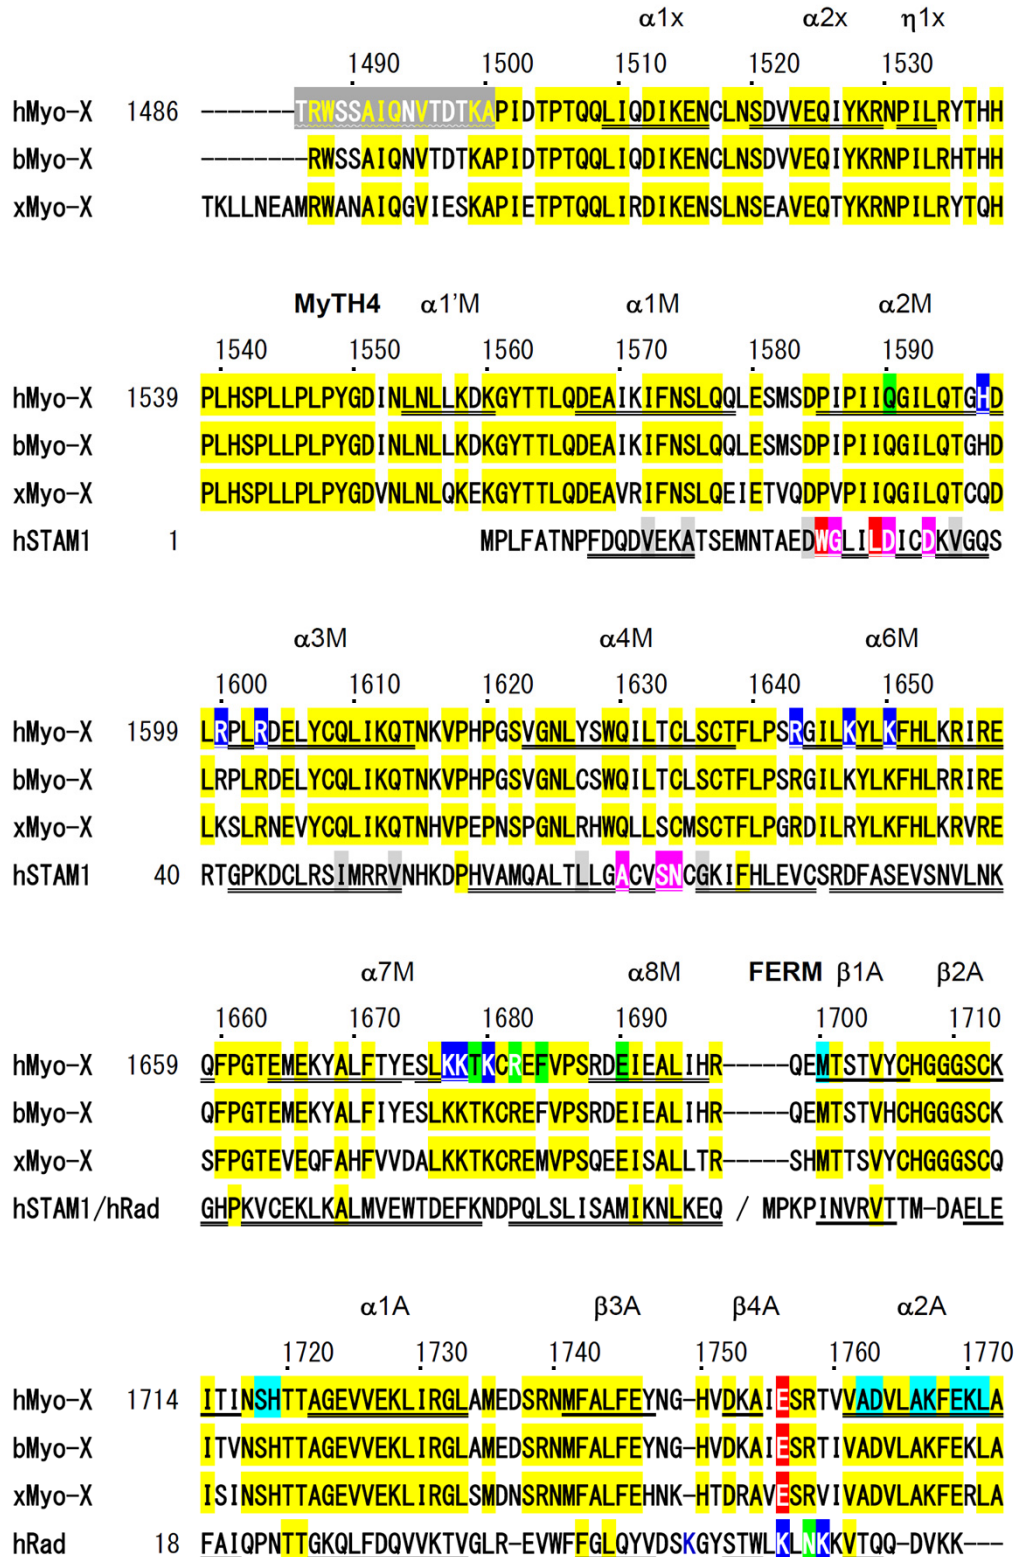 α1x α2x η1x
1490 1500 1510 1520 1530
hMyo-X 1486 -------TRWSSAIQNVTDTKAPIDTPTQQLIQDIKENCLNSDVVEQIYKRNPILRYTHH
bMyo-X --------RWSSAIQNVTDTKAPIDTPTQQLIQDIKENCLNSDVVEQIYKRNPILRHTHH
xMyo-X TKLLNEAMRWANAIQGVIESKAPIETPTQQLIRDIKENSLNSEAVEQTYKRNPILRYTQH
MyTH4 α1’M α1M α2M
1540 1550 1560 1570 1580 1590
hMyo-X 1539 PLHSPLLPLPYGDINLNLLKDKGYTTLQDEAIKIFNSLQQLESMSDPIPIIQGILQTGHD
bMyo-X PLHSPLLPLPYGDINLNLLKDKGYTTLQDEAIKIFNSLQQLESMSDPIPIIQGILQTGHD
xMyo-X PLHSPLLPLPYGDVNLNLQKEKGYTTLQDEAVRIFNSLQEIETVQDPVPIIQGILQTCQD
hSTAM1 1 MPLFATNPFDQDVEKATSEMNTAEDWGLILDICDKVGQS
α3M α4M α6M
1600 1610 1620 1630 1640 1650
hMyo-X 1599 LRPLRDELYCQLIKQTNKVPHPGSVGNLYSWQILTCLSCTFLPSRGILKYLKFHLKRIRE
bMyo-X LRPLRDELYCQLIKQTNKVPHPGSVGNLCSWQILTCLSCTFLPSRGILKYLKFHLRRIRE
xMyo-X LKSLRNEVYCQLIKQTNHVPEPNSPGNLRHWQLLSCMSCTFLPGRDILRYLKFHLKRVRE
hSTAM1 40 RTGPKDCLRSIMRRVNHKDPHVAMQALTLLGACVSNCGKIFHLEVCSRDFASEVSNVLNK
α7M α8M FERM β1A β2A
1660 1670 1680 1690 1700 1710
hMyo-X 1659 QFPGTEMEKYALFTYESLKKTKCREFVPSRDEIEALIHR-----QEMTSTVYCHGGGSCK
bMyo-X QFPGTEMEKYALFIYESLKKTKCREFVPSRDEIEALIHR-----QEMTSTVHCHGGGSCK
xMyo-X SFPGTEVEQFAHFVVDALKKTKCREMVPSQEEISALLTR-----SHMTTSVYCHGGGSCQ
hSTAM1/hRad GHPKVCEKLKALMVEWTDEFKNDPQLSLISAMIKNLKEQ / MPKPINVRVTTM-DAELE
α1A β3A β4A α2A
1720 1730 1740 1750 1760 1770
hMyo-X 1714 ITINSHTTAGEVVEKLIRGLAMEDSRNMFALFEYNG-HVDKAIESRTVVADVLAKFEKLA
bMyo-X ITVNSHTTAGEVVEKLIRGLAMEDSRNMFALFEYNG-HVDKAIESRTIVADVLAKFEKLA
xMyo-X ISINSHTTAGEVVEKLIRGLSMDNSRNMFALFEHNK-HTDRAVESRVIVADVLAKFERLA
hRad 18 FAIQPNTTGKQLFDQVVKTVGLR-EVWFFGLQYVDSKGYSTWLKLNKKVTQQ-DVKK---